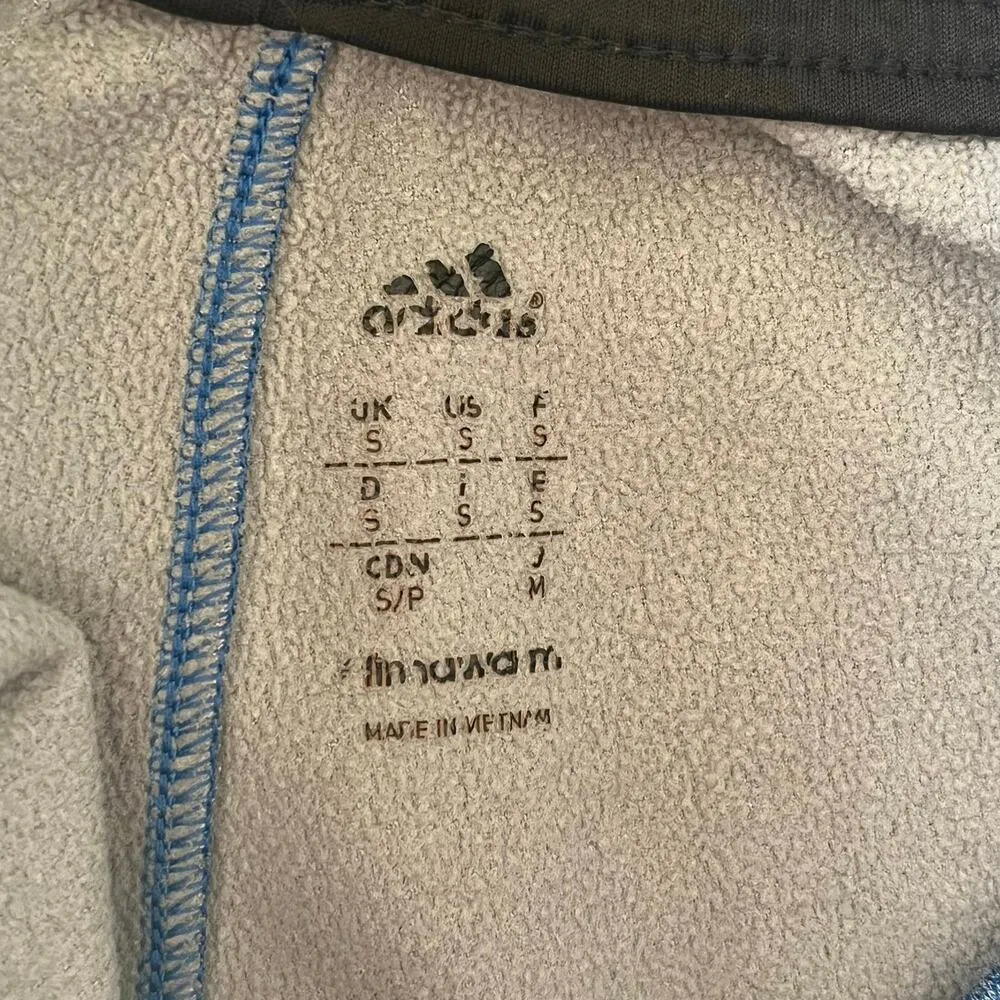 adidas®
UK US F
S S S
D I E
S S S
CDN J
S/P M
climawarm
MADE IN VIETNAM